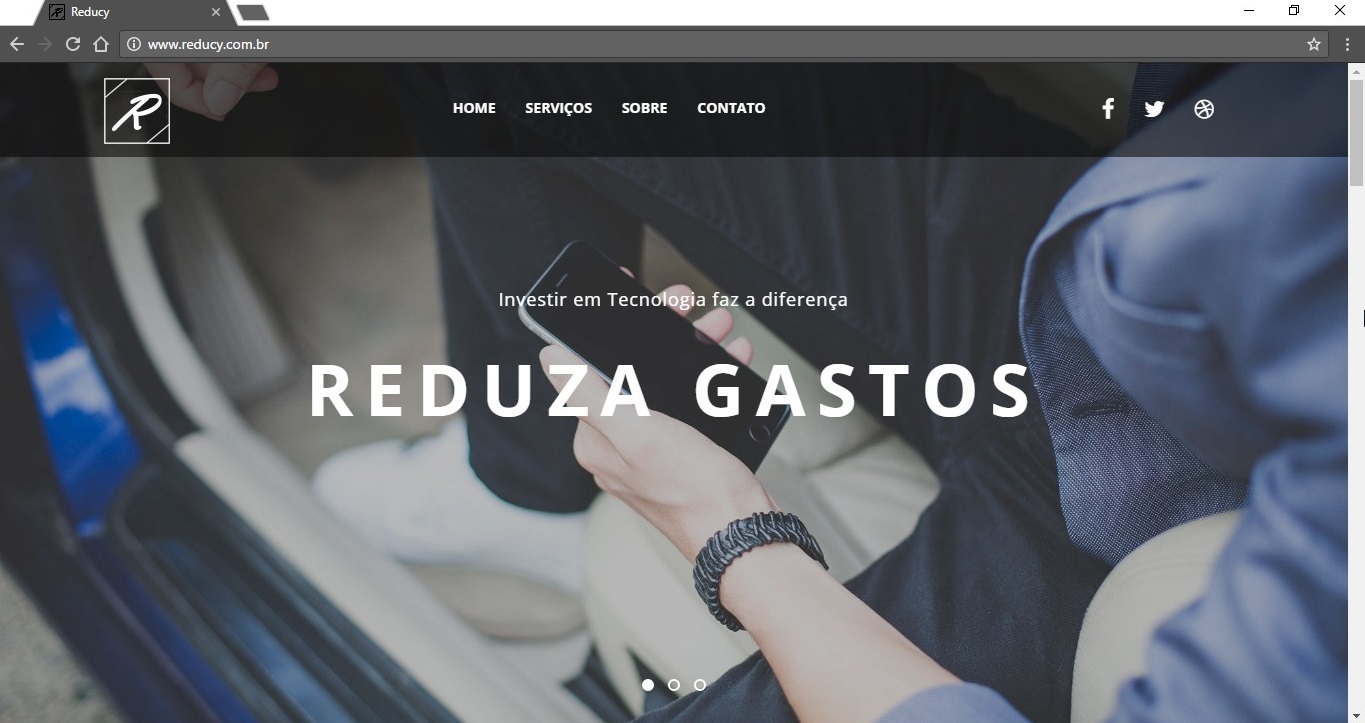 Reducy
www.reducy.com.br
R
HOME SERVIÇOS SOBRE CONTATO
Investir em Tecnologia faz a diferença
REDUZA GASTOS